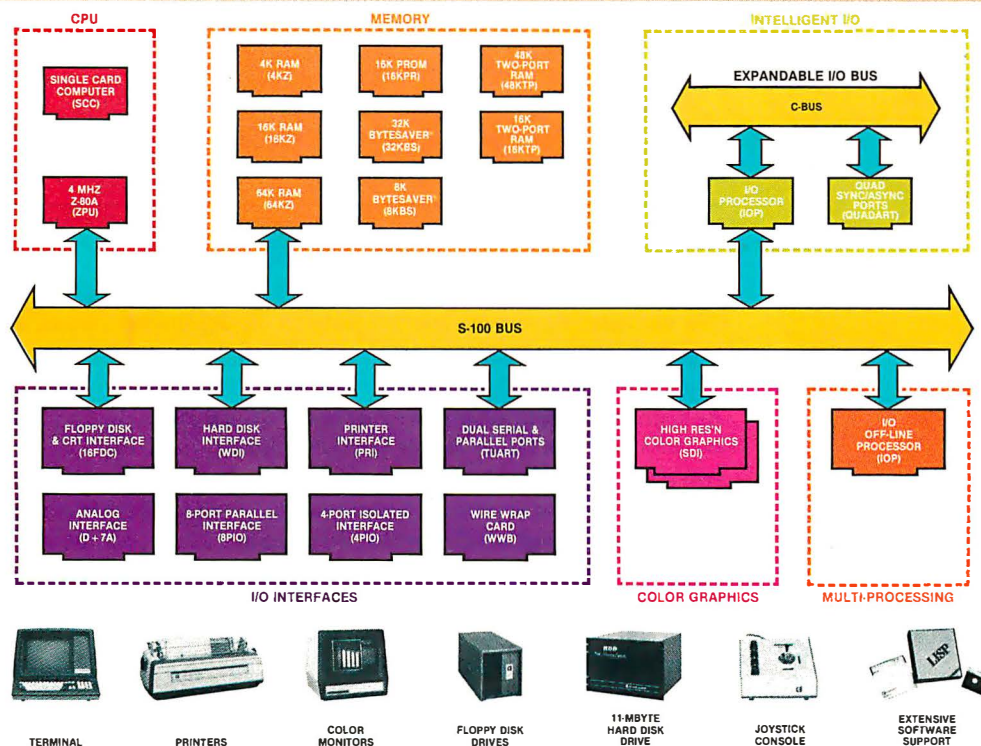 CPU
MEMORY
INTELLIGENT I/O
SINGLE CARD
COMPUTER
(SCC)
4 MHZ
Z-80A
(ZPU)
4K RAM
(4KZ)
16K PROM
(16KPR)
48K
TWO-PORT
RAM
(48KTP)
16K RAM
(16KZ)
32K
BYTESAVER®
(32KBS)
16K
TWO-PORT
RAM
(16KTP)
64K RAM
(64KZ)
8K
BYTESAVER®
(8KBS)
EXPANDABLE I/O BUS
C-BUS
I/O
PROCESSOR
(IOP)
QUAD
SYNC/ASYNC
PORTS
(QUADART)
S-100 BUS
FLOPPY DISK
& CRT INTERFACE
(16FDC)
HARD DISK
INTERFACE
(WDI)
PRINTER
INTERFACE
(PRI)
DUAL SERIAL &
PARALLEL PORTS
(TUART)
HIGH RES'N
COLOR GRAPHICS
(SDI)
I/O
OFF-LINE
PROCESSOR
(IOP)
ANALOG
INTERFACE
(D + 7A)
8-PORT PARALLEL
INTERFACE
(8PIO)
4-PORT ISOLATED
INTERFACE
(4PIO)
WIRE WRAP
CARD
(WWB)
I/O INTERFACES
COLOR GRAPHICS
MULTI-PROCESSING
LISP
TERMINAL
PRINTERS
COLOR
MONITORS
FLOPPY DISK
DRIVES
11-MBYTE
HARD DISK
DRIVE
JOYSTICK
CONSOLE
EXTENSIVE
SOFTWARE
SUPPORT